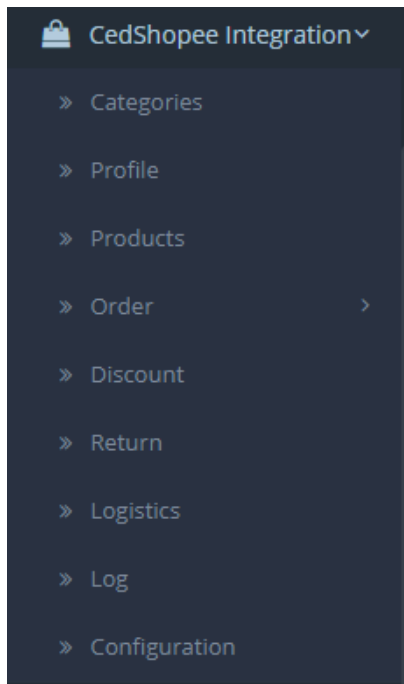 CedShopee Integration
Categories
Profile
Products
Order
Discount
Return
Logistics
Log
Configuration